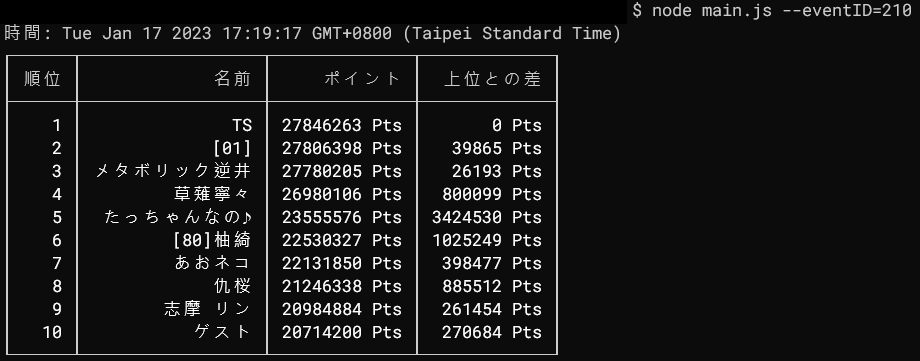 $ node main.js --eventID=210
時間: Tue Jan 17 2023 17:19:17 GMT+0800 (Taipei Standard Time)
順位 名前 ポイント 上位との差
1 TS 27846263 Pts 0 Pts
2 [01] 27806398 Pts 39865 Pts
3 メタボリック逆井 27780205 Pts 26193 Pts
4 草薙寧々 26980106 Pts 800099 Pts
5 たっちゃんなの♪ 23555576 Pts 3424530 Pts
6 [80]柚綺 22530327 Pts 1025249 Pts
7 あおネコ 22131850 Pts 398477 Pts
8 仇桜 21246338 Pts 885512 Pts
9 志摩 リン 20984884 Pts 261454 Pts
10 ゲスト 20714200 Pts 270684 Pts